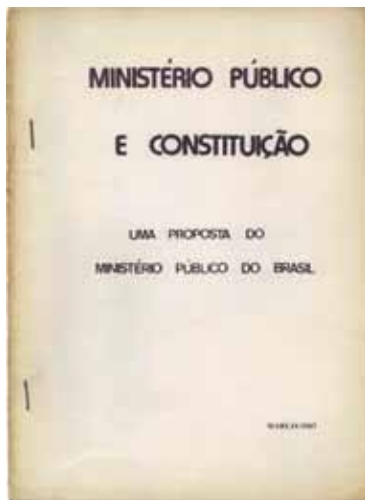 MINISTÉRIO PÚBLICO
E CONSTITUIÇÃO
UMA PROPOSTA DO
MINISTÉRIO PÚBLICO DO BRASIL